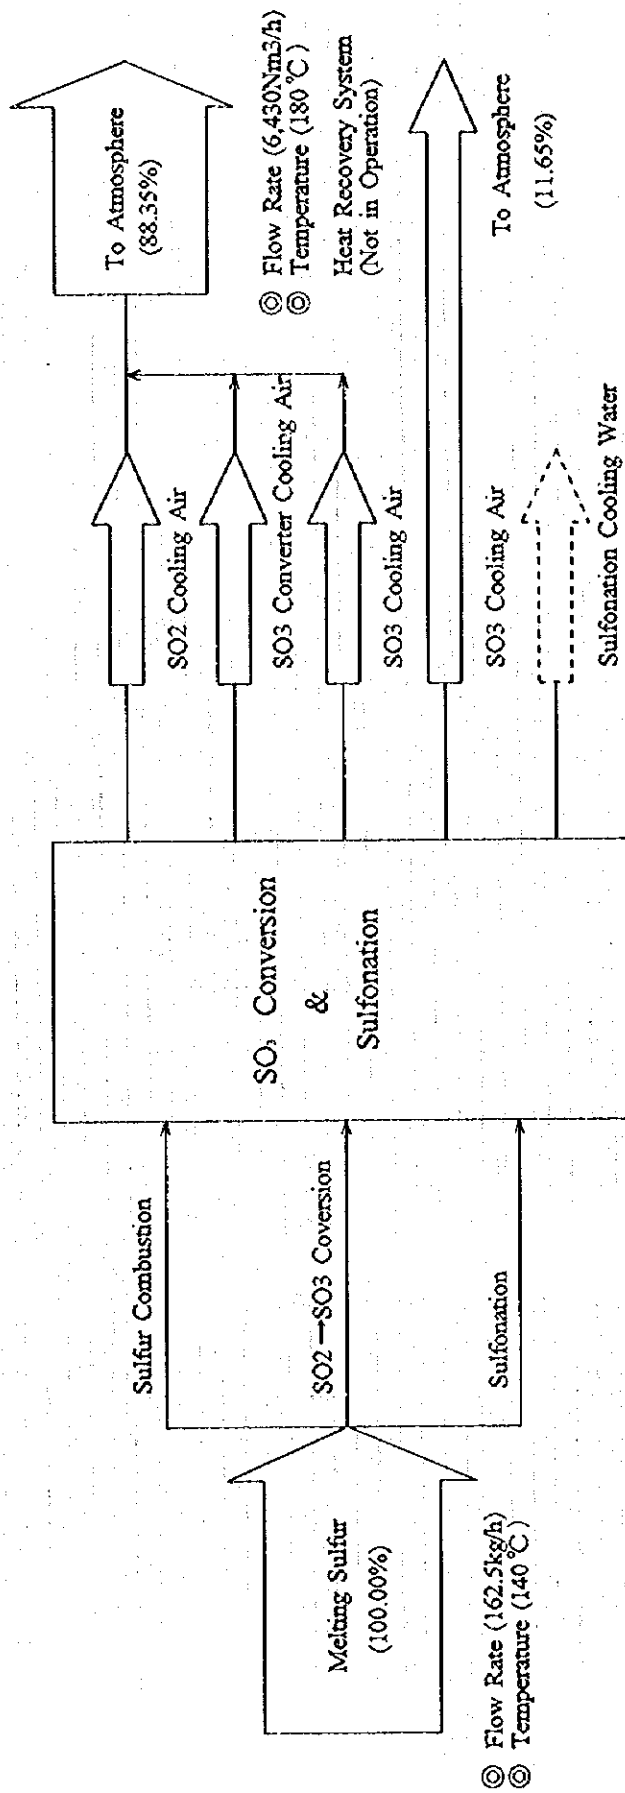 Melting Sulfur
(100.00%)
◎ Flow Rate (162.5kg/h)
◎ Temperature (140℃)
Sulfur Combustion
SO2→SO3 Coversion
Sulfonation
SO₃ Conversion
&
Sulfonation
SO2 Cooling Air
SO3 Converter Cooling Air
SO3 Cooling Air
SO3 Cooling Air
Sulfonation Cooling Water
To Atmosphere
(88.35%)
◎ Flow Rate (6,430Nm3/h)
◎ Temperature (180℃)
Heat Recovery System
(Not in Operation)
To Atmosphere
(11.65%)